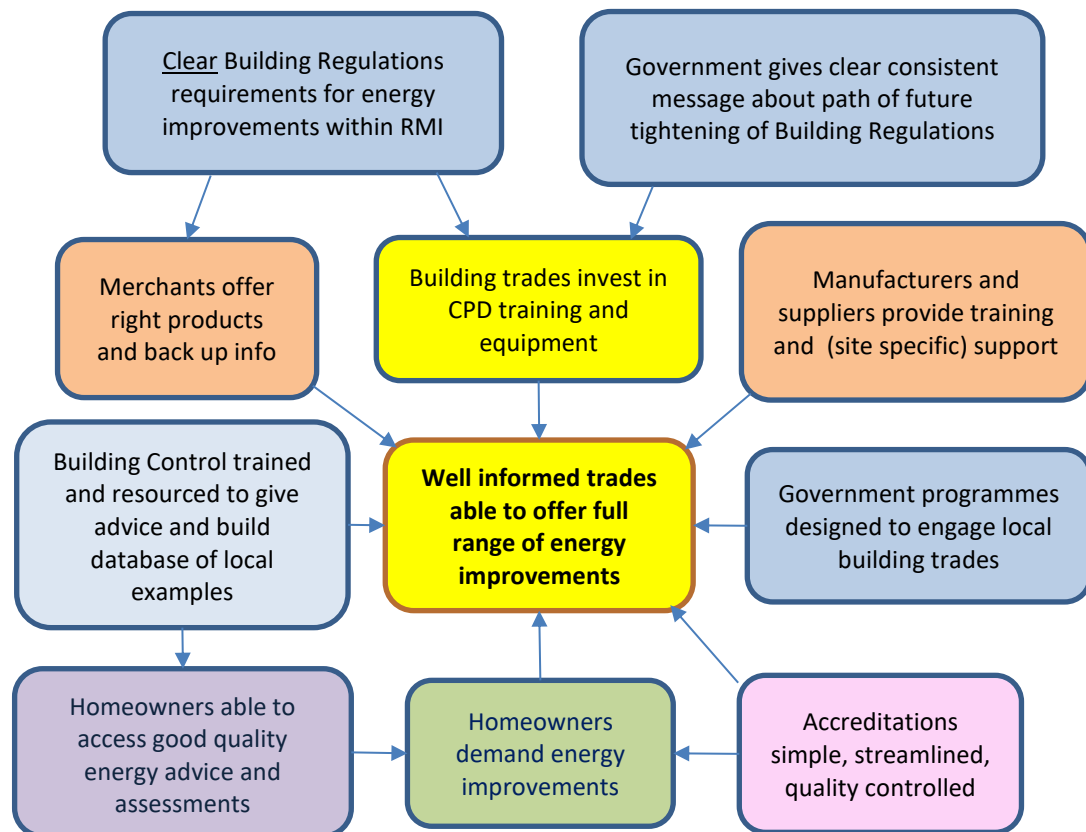 Clear Building Regulations
requirements for energy
improvements within RMI
Government gives clear consistent
message about path of future
tightening of Building Regulations
Merchants offer
right products
and back up info
Building trades invest in
CPD training and
equipment
Manufacturers and
suppliers provide training
and (site specific) support
Building Control trained
and resourced to give
advice and build
database of local
examples
Well informed trades
able to offer full
range of energy
improvements
Government programmes
designed to engage local
building trades
Homeowners able to
access good quality
energy advice and
assessments
Homeowners
demand energy
improvements
Accreditations
simple, streamlined,
quality controlled